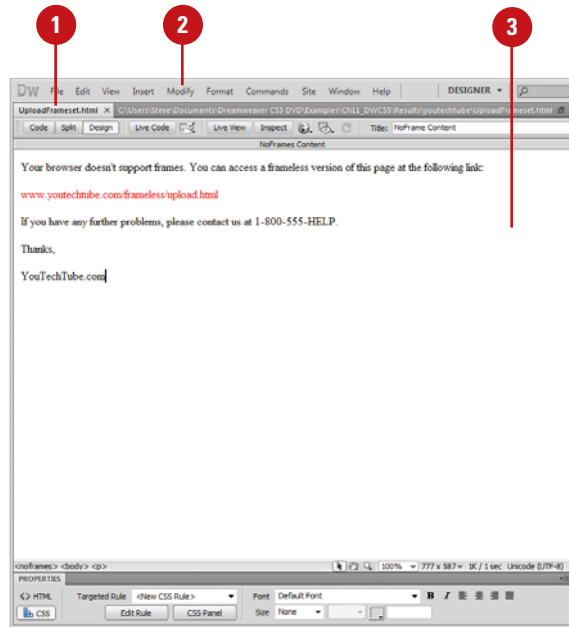 1 2 3
DW File Edit View Insert Modify Format Commands Site Window Help DESIGNER
UploadFrameset.html × C:\Users\Steve\Documents\Dreamweaver CS5 DVD\Examples\Ch11_DWCS5\Results\youtechtube\UploadFrameset.html
Code Split Design Live Code Live View Inspect Title: NoFrame Content
NoFrames Content
Your browser doesn't support frames. You can access a frameless version of this page at the following link:
www.youtechtube.com/frameless/upload.html
If you have any further problems, please contact us at 1-800-555-HELP.
Thanks,
YouTechTube.com
<noframes> <body> <p> 100% 777 x 587 1K / 1 sec Unicode (UTF-8)
PROPERTIES
<> HTML Targeted Rule <New CSS Rule> Font Default Font B I
CSS Edit Rule CSS Panel Size None